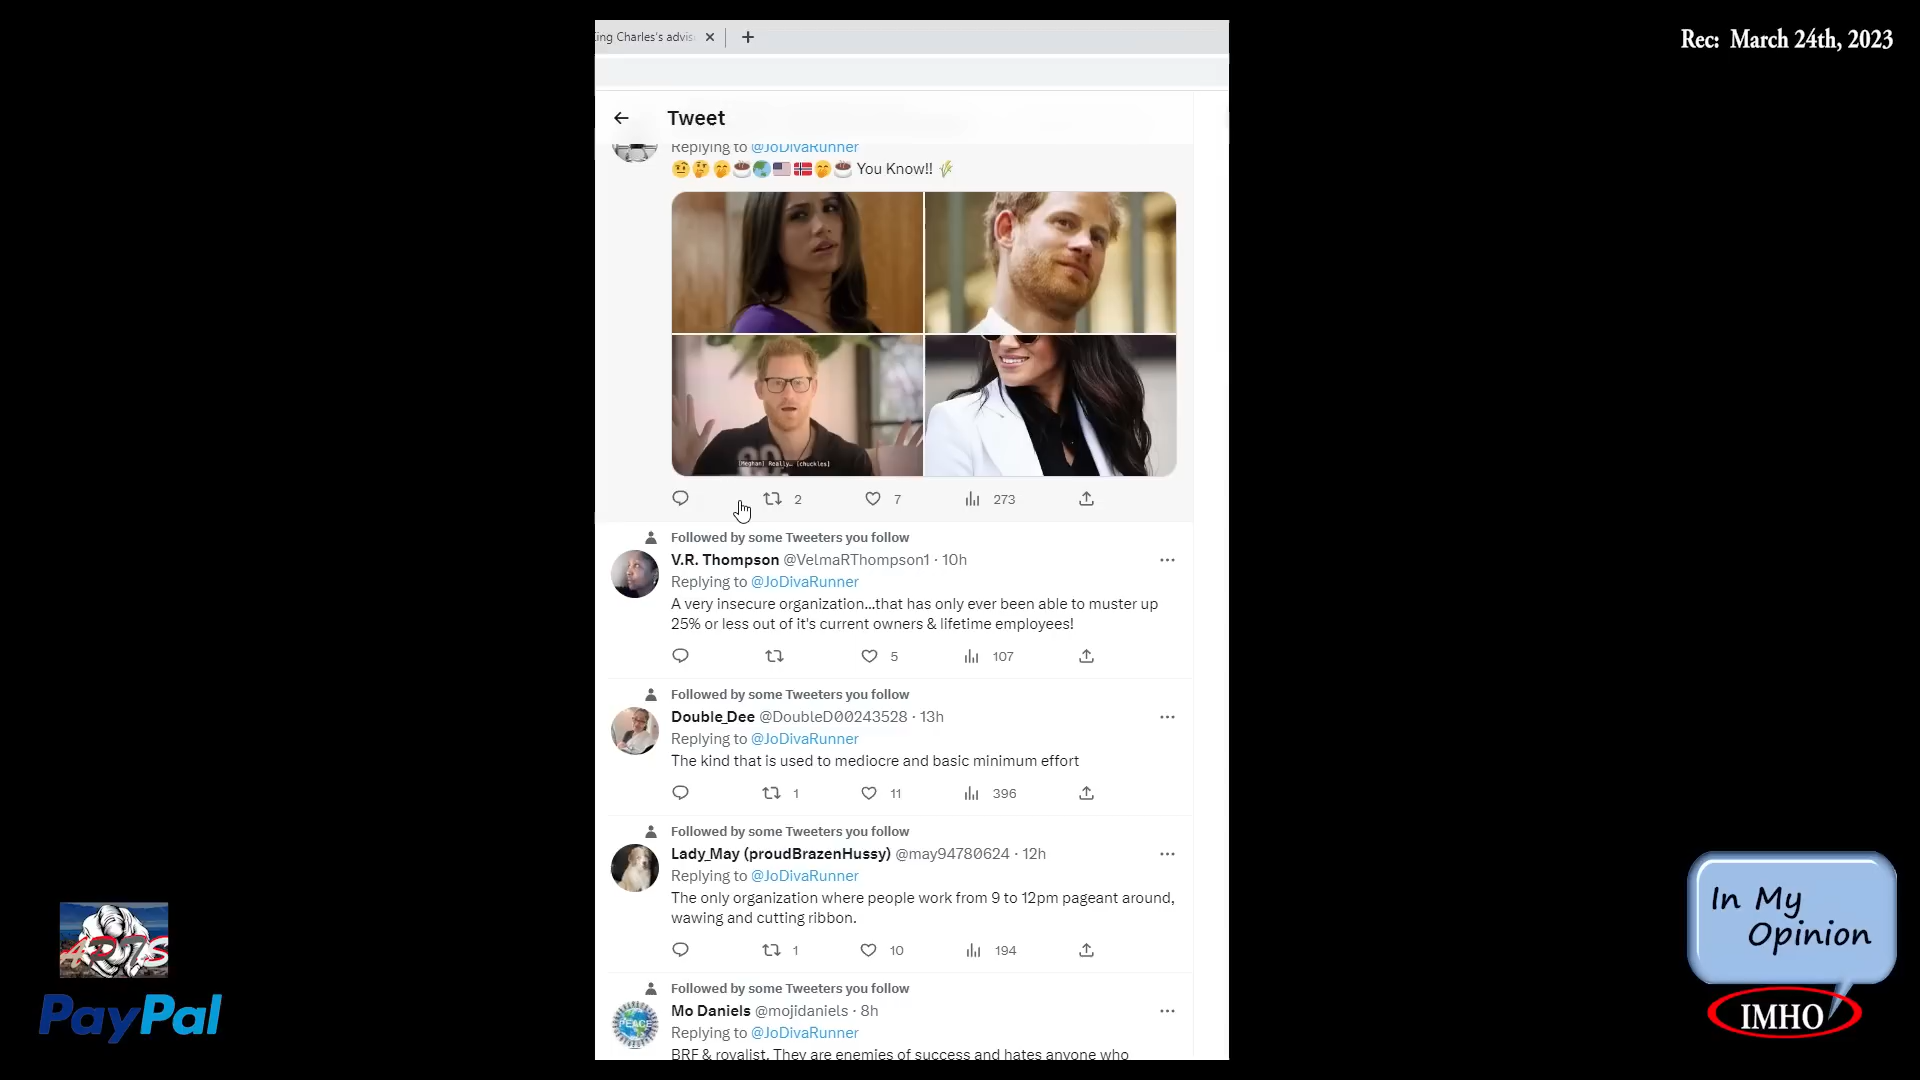 King Charles's advis
Rec: March 24th, 2023
Tweet
Replying to @JoDivaRunner
🤨🤔🤭☕🌏🇺🇸🇳🇴🤭☕ You Know!! 🌾
[Meghan] Really… [chuckles]
2 7 273
Followed by some Tweeters you follow
V.R. Thompson @VelmaRThompson1 · 10h
Replying to @JoDivaRunner
A very insecure organization...that has only ever been able to muster up
25% or less out of it's current owners & lifetime employees!
5 107
Followed by some Tweeters you follow
Double_Dee @DoubleD00243528 · 13h
Replying to @JoDivaRunner
The kind that is used to mediocre and basic minimum effort
1 11 396
Followed by some Tweeters you follow
Lady_May (proudBrazenHussy) @may94780624 · 12h
Replying to @JoDivaRunner
The only organization where people work from 9 to 12pm pageant around,
wawing and cutting ribbon.
1 10 194
Followed by some Tweeters you follow
Mo Daniels @mojidaniels · 8h
PEACE
Replying to @JoDivaRunner
BRF & royalist. They are enemies of success and hates anyone who
PayPal
In My
Opinion
IMHO